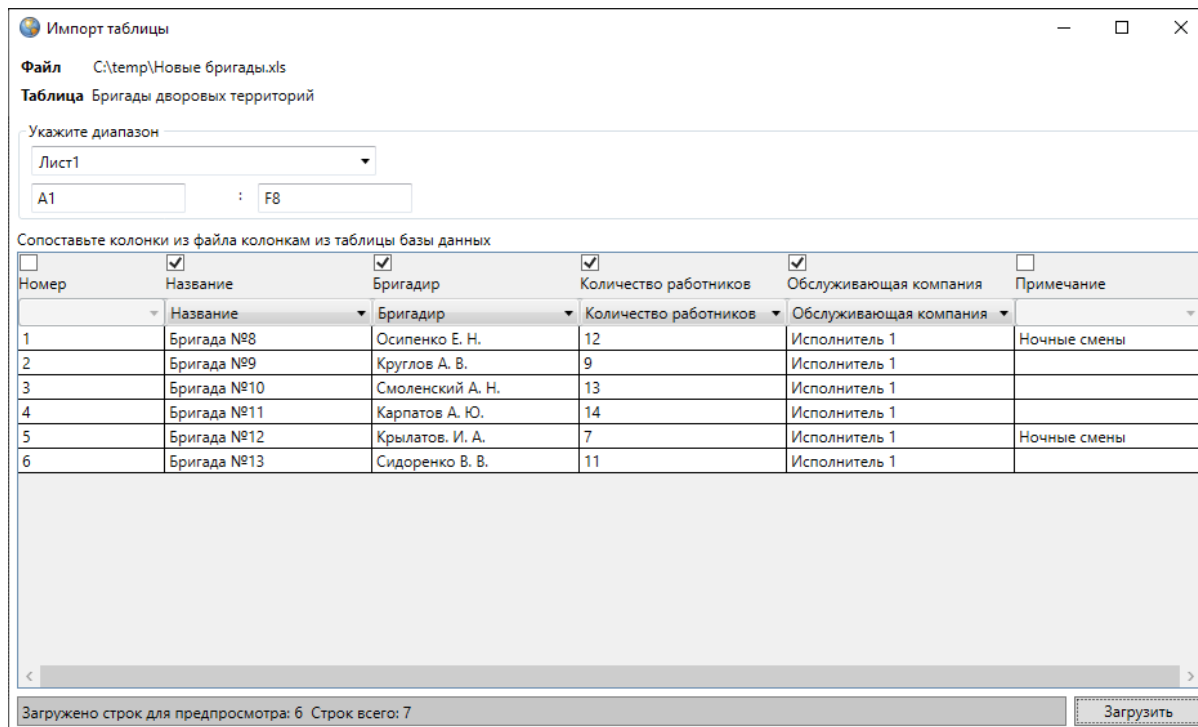 Импорт таблицы
Файл C:\temp\Новые бригады.xls
Таблица Бригады дворовых территорий
Укажите диапазон
Лист1
A1 : F8
Сопоставьте колонки из файла колонкам из таблицы базы данных
Номер Название Бригадир Количество работников Обслуживающая компания Примечание
Название Бригадир Количество работников Обслуживающая компания
1 Бригада №8 Осипенко Е. Н. 12 Исполнитель 1 Ночные смены
2 Бригада №9 Круглов А. В. 9 Исполнитель 1
3 Бригада №10 Смоленский А. Н. 13 Исполнитель 1
4 Бригада №11 Карпатов А. Ю. 14 Исполнитель 1
5 Бригада №12 Крылатов. И. А. 7 Исполнитель 1 Ночные смены
6 Бригада №13 Сидоренко В. В. 11 Исполнитель 1
Загружено строк для предпросмотра: 6 Строк всего: 7 Загрузить